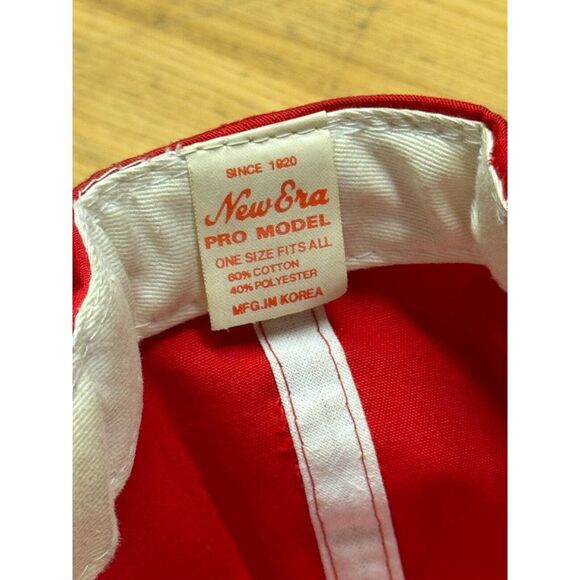 SINCE 1920
New Era
PRO MODEL
ONE SIZE FITS ALL
60% COTTON
40% POLYESTER
MFG.IN KOREA